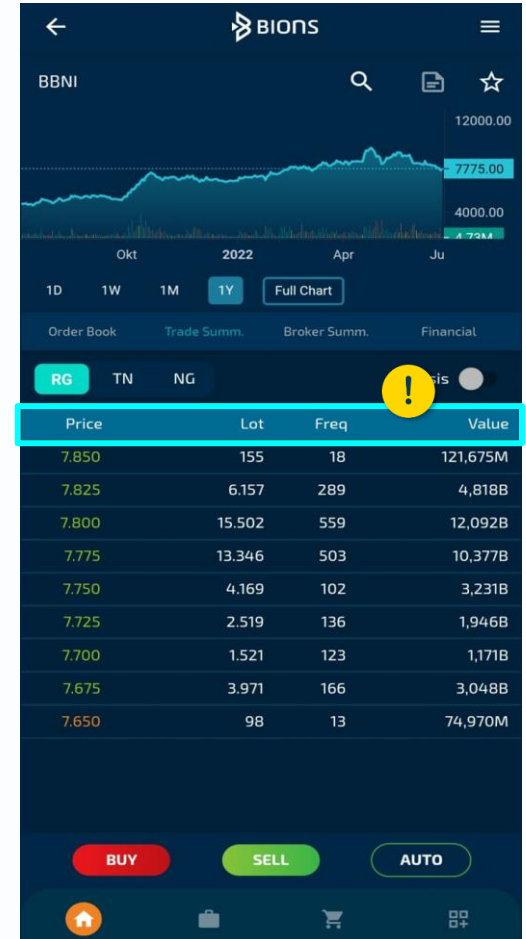 BIONS
BBNI
12000.00
7775.00
4000.00
4.73M
Okt 2022 Apr Ju
1D 1W 1M 1Y Full Chart
Order Book Trade Summ. Broker Summ. Financial
RG TN NG ! sis
Price Lot Freq Value
7.850 155 18 121,675M
7.825 6.157 289 4,818B
7.800 15.502 559 12,092B
7.775 13.346 503 10,377B
7.750 4.169 102 3,231B
7.725 2.519 136 1,946B
7.700 1.521 123 1,171B
7.675 3.971 166 3,048B
7.650 98 13 74,970M
BUY SELL AUTO